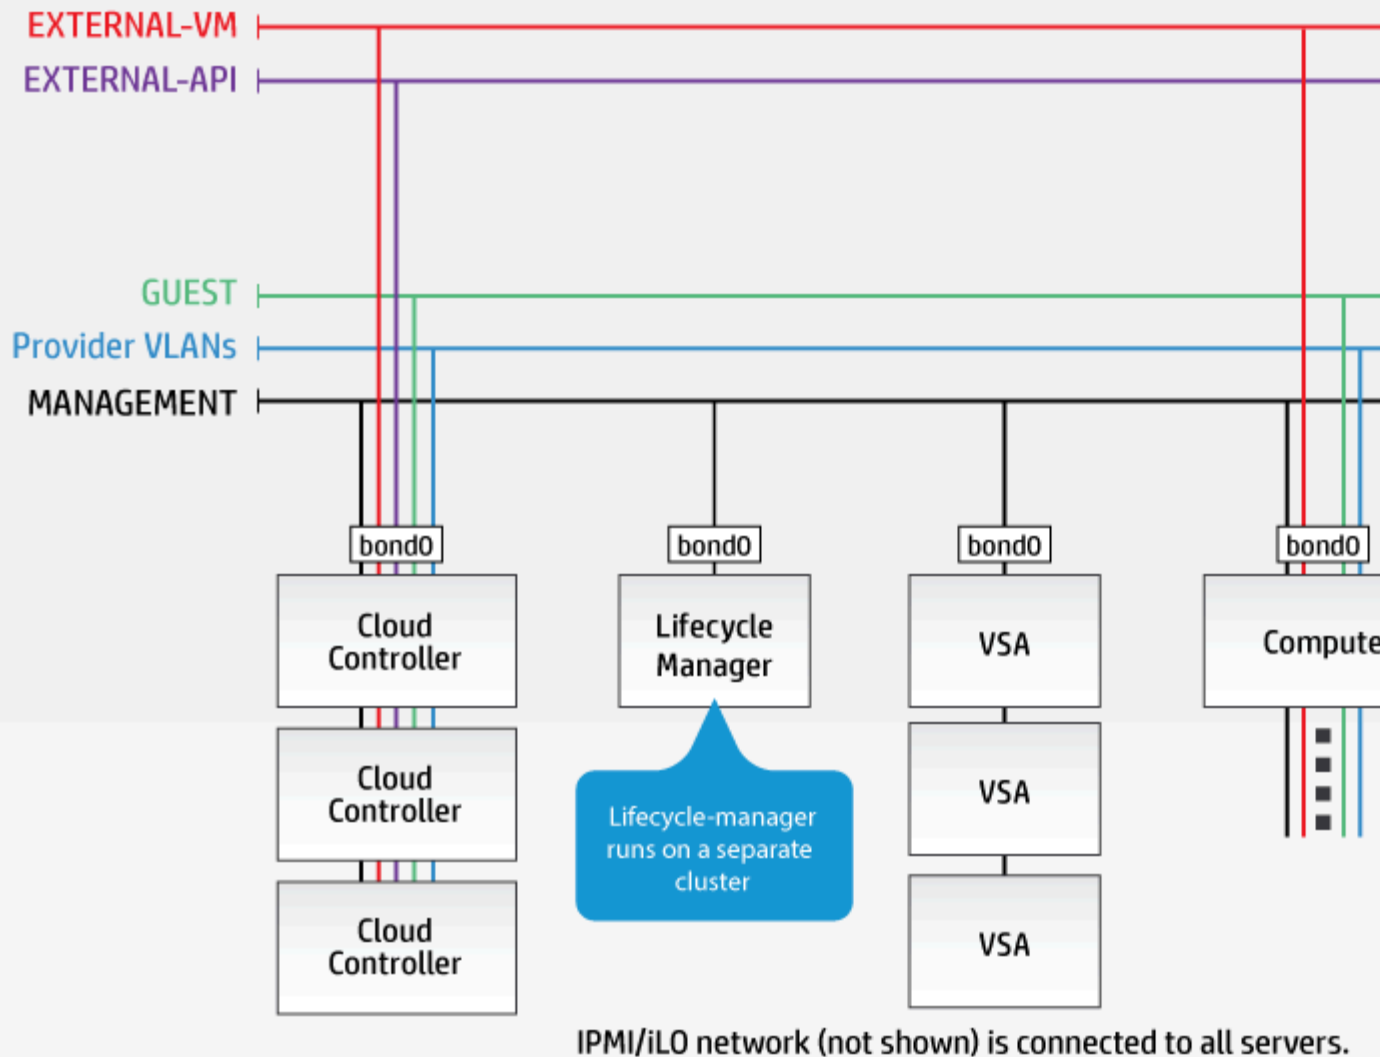 EXTERNAL-VM
EXTERNAL-API
GUEST
Provider VLANs
MANAGEMENT
bond0
bond0
bond0
bond0
Cloud
Controller
Lifecycle
Manager
VSA
Compute
Cloud
Controller
VSA
Lifecycle-manager
runs on a separate
cluster
Cloud
Controller
VSA
IPMI/iLO network (not shown) is connected to all servers.